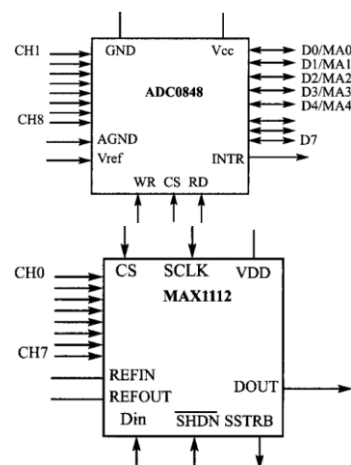 CH1
GND
Vcc
D0/MA0
D1/MA1
ADC0848
D2/MA2
D3/MA3
D4/MA4
CH8
AGND
D7
Vref
INTR
WR CS RD
CH0
CS
SCLK
VDD
MAX1112
CH7
REFIN
DOUT
REFOUT
Din
SHDN
SSTRB